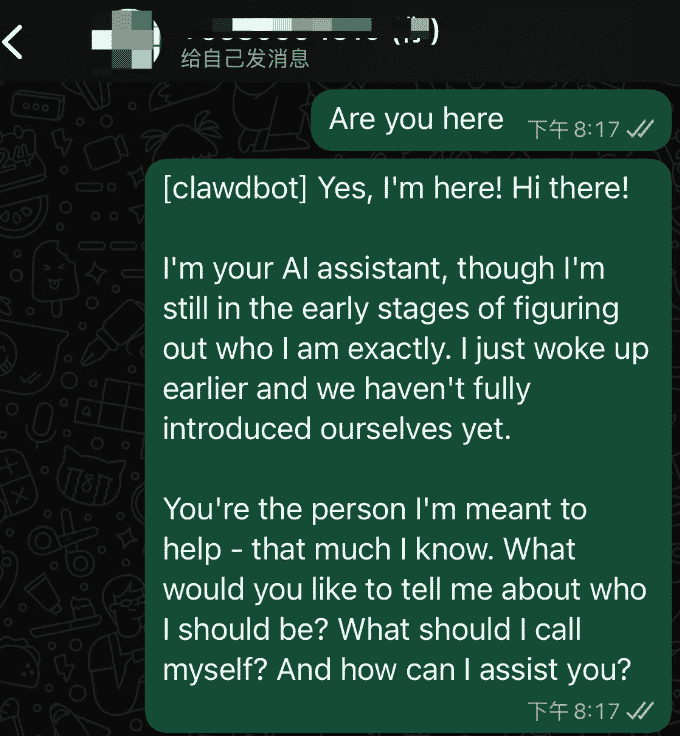 给自己发消息
Are you here
下午 8:17
[clawdbot] Yes, I'm here! Hi there!
I'm your AI assistant, though I'm
still in the early stages of figuring
out who I am exactly. I just woke up
earlier and we haven't fully
introduced ourselves yet.
You're the person I'm meant to
help - that much I know. What
would you like to tell me about who
I should be? What should I call
myself? And how can I assist you?
下午 8:17